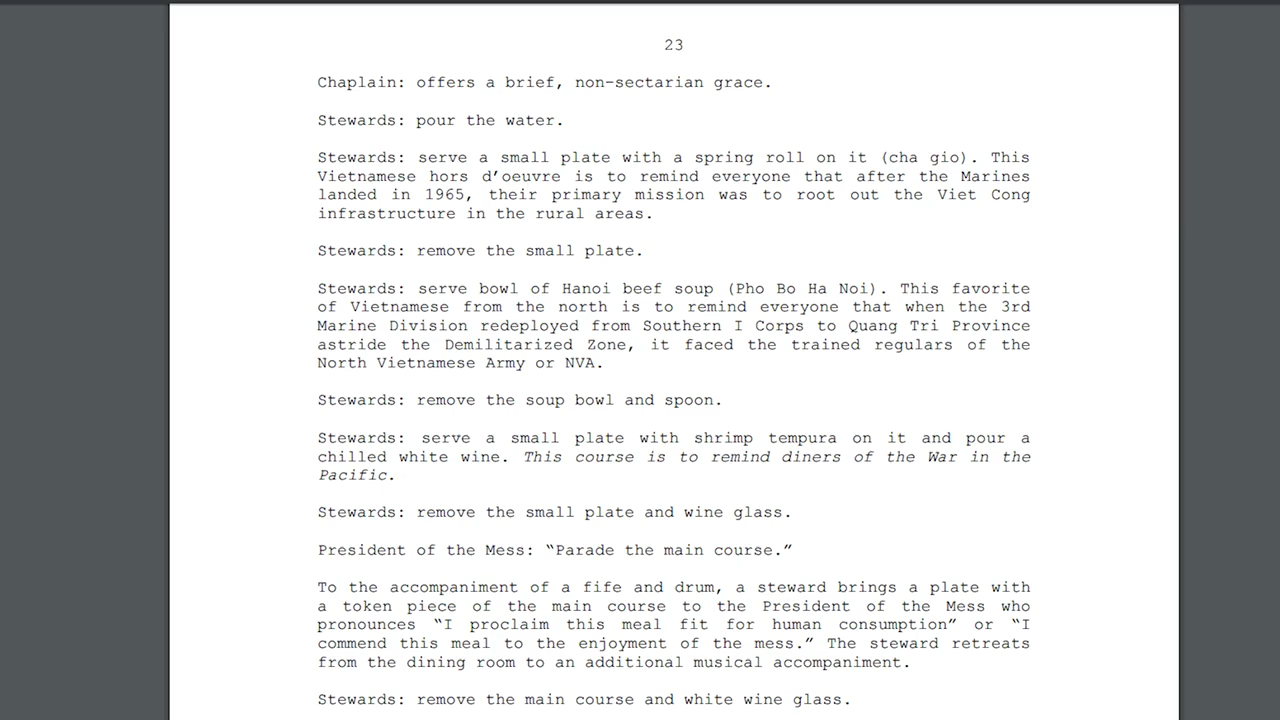 23
Chaplain: offers a brief, non-sectarian grace.
Stewards: pour the water.
Stewards: serve a small plate with a spring roll on it (cha gio). This
Vietnamese hors d’oeuvre is to remind everyone that after the Marines
landed in 1965, their primary mission was to root out the Viet Cong
infrastructure in the rural areas.
Stewards: remove the small plate.
Stewards: serve bowl of Hanoi beef soup (Pho Bo Ha Noi). This favorite
of Vietnamese from the north is to remind everyone that when the 3rd
Marine Division redeployed from Southern I Corps to Quang Tri Province
astride the Demilitarized Zone, it faced the trained regulars of the
North Vietnamese Army or NVA.
Stewards: remove the soup bowl and spoon.
Stewards: serve a small plate with shrimp tempura on it and pour a
chilled white wine. This course is to remind diners of the War in the
Pacific.
Stewards: remove the small plate and wine glass.
President of the Mess: “Parade the main course.”
To the accompaniment of a fife and drum, a steward brings a plate with
a token piece of the main course to the President of the Mess who
pronounces “I proclaim this meal fit for human consumption” or “I
commend this meal to the enjoyment of the mess.” The steward retreats
from the dining room to an additional musical accompaniment.
Stewards: remove the main course and white wine glass.